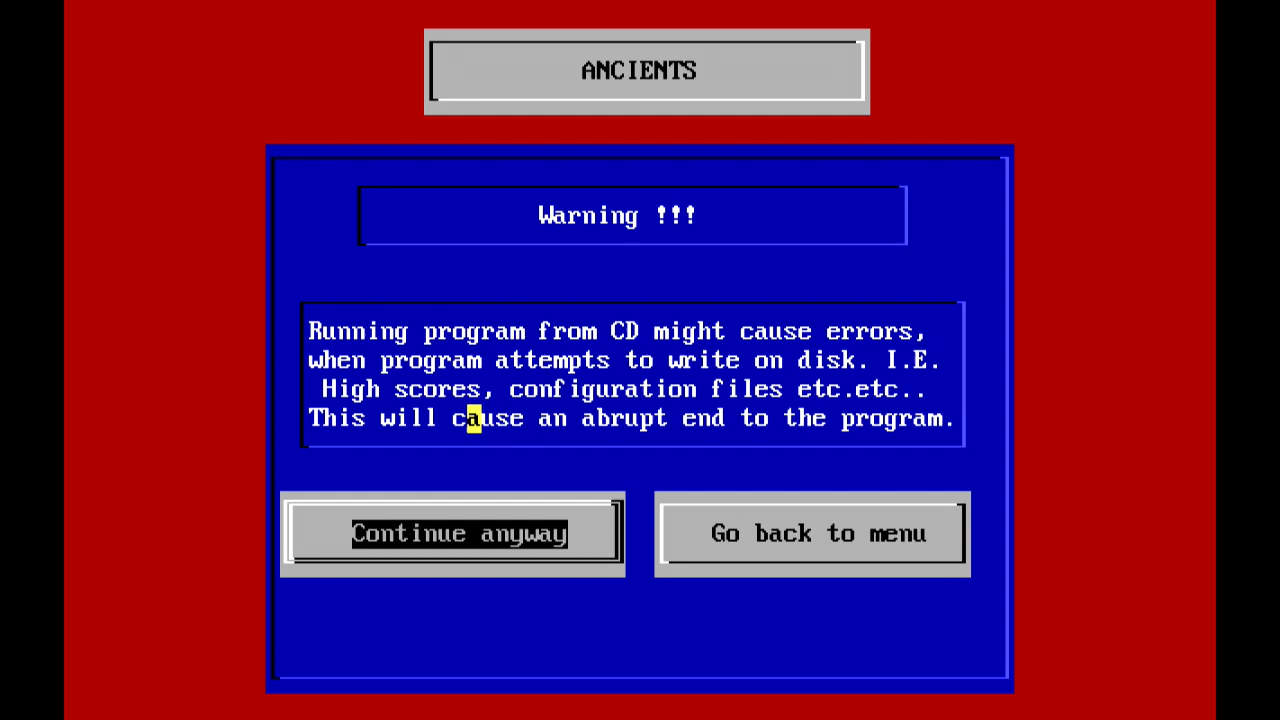 ANCIENTS
Warning !!!
Running program from CD might cause errors,
when program attempts to write on disk. I.E.
High scores, configuration files etc.etc..
This will cause an abrupt end to the program.
Continue anyway
Go back to menu